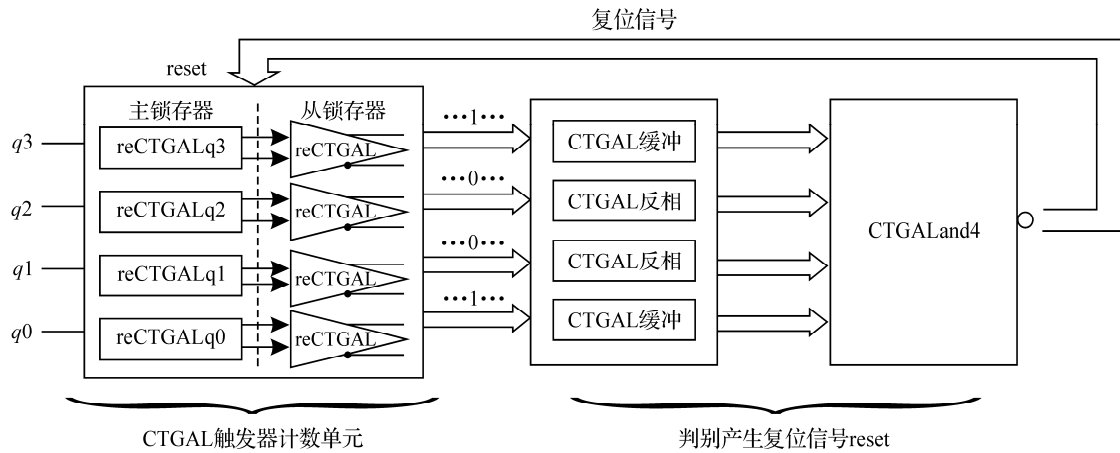 复位信号
reset
主锁存器 从锁存器
q3 reCTGALq3 reCTGAL …1… CTGAL缓冲
q2 reCTGALq2 reCTGAL …0… CTGAL反相
CTGALand4
q1 reCTGALq1 reCTGAL …0… CTGAL反相
q0 reCTGALq0 reCTGAL …1… CTGAL缓冲
CTGAL触发器计数单元
判别产生复位信号reset